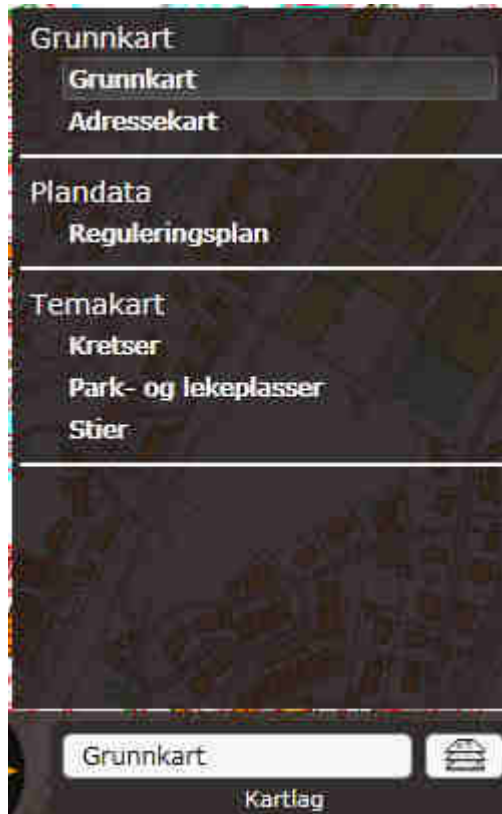 Grunnkart
Grunnkart
Adressekart
Plandata
Reguleringsplan
Temakart
Kretser
Park- og lekeplasser
Stier
Grunnkart
Kartlag